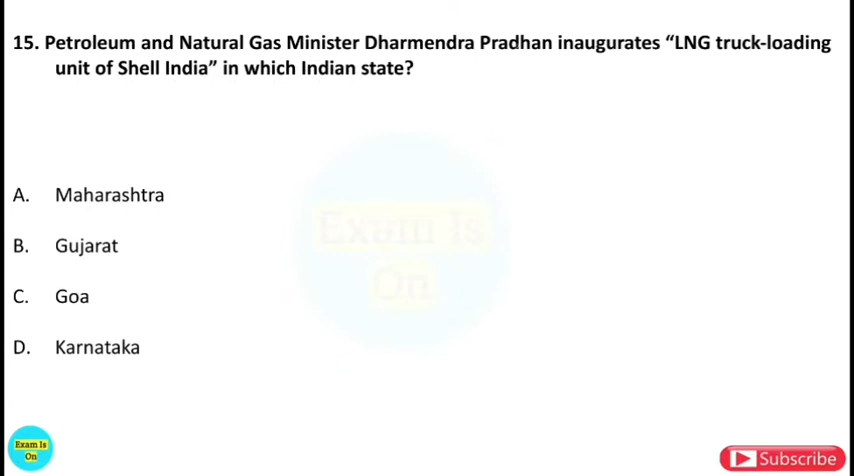 15. Petroleum and Natural Gas Minister Dharmendra Pradhan inaugurates “LNG truck-loading
unit of Shell India” in which Indian state?
Exam Is
On
A. Maharashtra
B. Gujarat
C. Goa
D. Karnataka
Exam Is
On
Subscribe